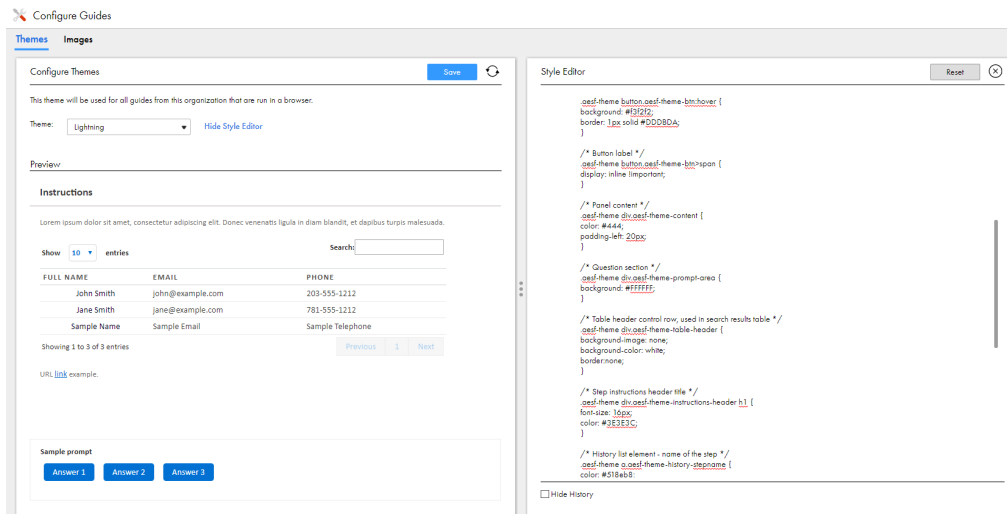 Configure Guides
Themes Images
Configure Themes Save
This theme will be used for all guides from this organization that are run in a browser.
Theme: Lightning Hide Style Editor
Preview
Instructions
Lorem ipsum dolor sit amet, consectetur adipiscing elit. Donec venenatis ligula in diam blandit, et dapibus turpis malesuada.
Show 10 entries Search:
FULL NAME EMAIL PHONE
John Smith john@example.com 203-555-1212
Jane Smith jane@example.com 781-555-1212
Sample Name Sample Email Sample Telephone
Showing 1 to 3 of 3 entries Previous 1 Next
URL link example.
Sample prompt
Answer 1 Answer 2 Answer 3
Style Editor Reset
.aesf-theme button.aesf-theme-btn:hover {
background: #f3f2f2;
border: 1px solid #DDDBDA;
}
/* Button label */
.aesf-theme button.aesf-theme-btn>span {
display: inline !important;
}
/* Panel content */
.aesf-theme div.aesf-theme-content {
color: #444;
padding-left: 20px;
}
/* Question section */
.aesf-theme div.aesf-theme-prompt-area {
background: #FFFFFF;
}
/* Table header control row, used in search results table */
.aesf-theme div.aesf-theme-table-header {
background-image: none;
background-color: white;
border:none;
}
/* Step instructions header title */
.aesf-theme div.aesf-theme-instructions-header h1 {
font-size: 16px;
color: #3E3E3C;
}
/* History list element - name of the step */
.aesf-theme a.aesf-theme-history-stepname {
color: #518eb8;
Hide History